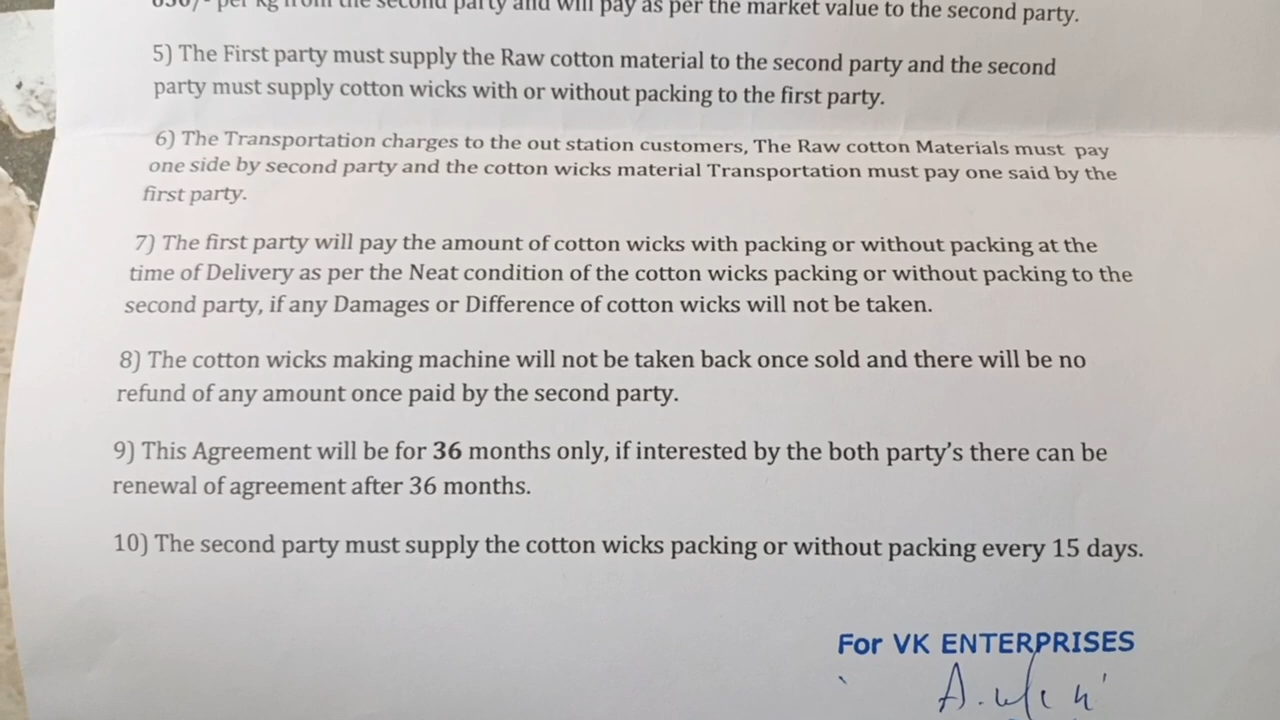 per kg from the second party and will pay as per the market value to the second party.
5) The First party must supply the Raw cotton material to the second party and the second
party must supply cotton wicks with or without packing to the first party.
6) The Transportation charges to the out station customers, The Raw cotton Materials must pay
one side by second party and the cotton wicks material Transportation must pay one said by the
first party.
7) The first party will pay the amount of cotton wicks with packing or without packing at the
time of Delivery as per the Neat condition of the cotton wicks packing or without packing to the
second party, if any Damages or Difference of cotton wicks will not be taken.
8) The cotton wicks making machine will not be taken back once sold and there will be no
refund of any amount once paid by the second party.
9) This Agreement will be for 36 months only, if interested by the both party's there can be
renewal of agreement after 36 months.
10) The second party must supply the cotton wicks packing or without packing every 15 days.
For VK ENTERPRISES